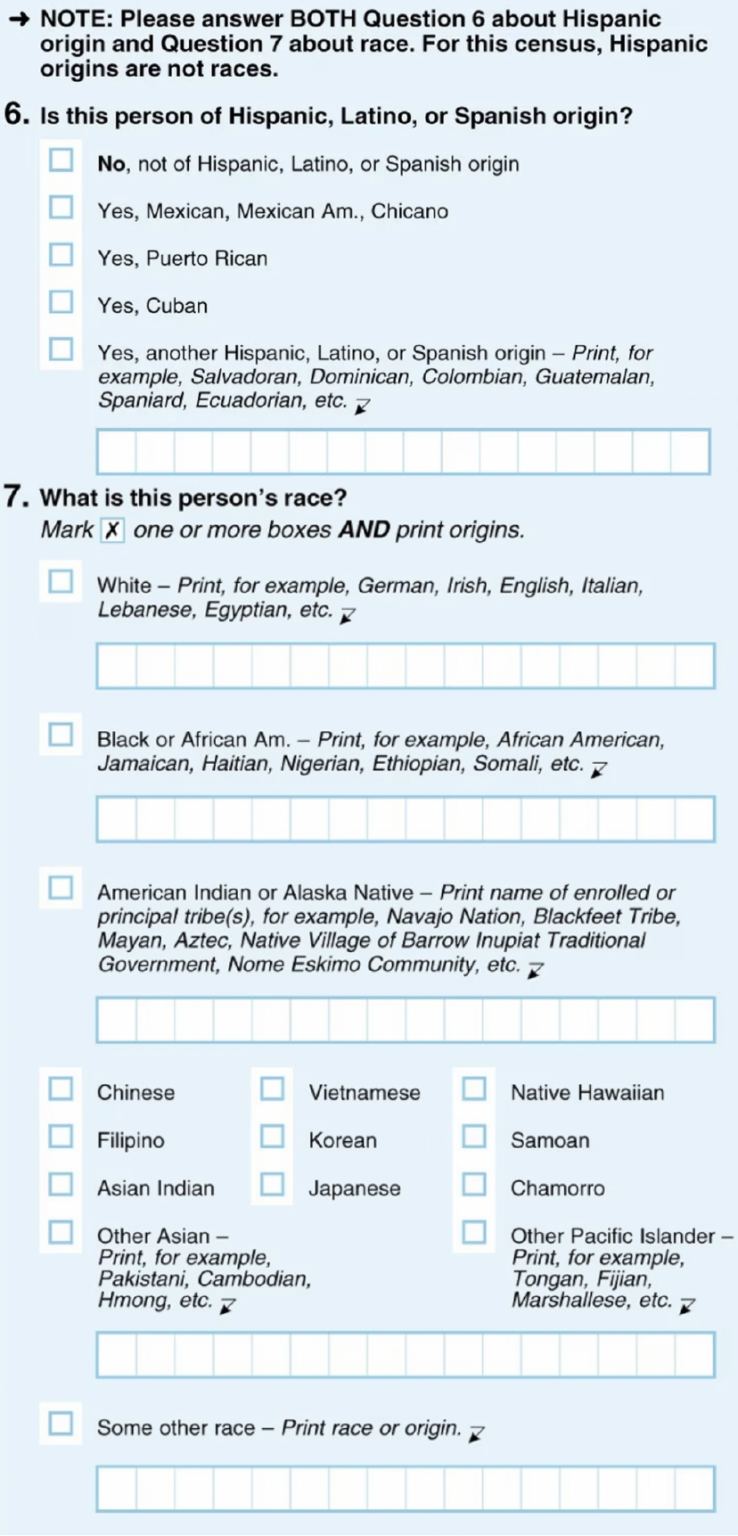 → NOTE: Please answer BOTH Question 6 about Hispanic
origin and Question 7 about race. For this census, Hispanic
origins are not races.
6. Is this person of Hispanic, Latino, or Spanish origin?
No, not of Hispanic, Latino, or Spanish origin
Yes, Mexican, Mexican Am., Chicano
Yes, Puerto Rican
Yes, Cuban
Yes, another Hispanic, Latino, or Spanish origin – Print, for
example, Salvadoran, Dominican, Colombian, Guatemalan,
Spaniard, Ecuadorian, etc.
7. What is this person's race?
Mark X one or more boxes AND print origins.
White – Print, for example, German, Irish, English, Italian,
Lebanese, Egyptian, etc.
Black or African Am. – Print, for example, African American,
Jamaican, Haitian, Nigerian, Ethiopian, Somali, etc.
American Indian or Alaska Native – Print name of enrolled or
principal tribe(s), for example, Navajo Nation, Blackfeet Tribe,
Mayan, Aztec, Native Village of Barrow Inupiat Traditional
Government, Nome Eskimo Community, etc.
Chinese
Filipino
Asian Indian
Other Asian –
Print, for example,
Pakistani, Cambodian,
Hmong, etc.
Vietnamese
Korean
Japanese
Native Hawaiian
Samoan
Chamorro
Other Pacific Islander –
Print, for example,
Tongan, Fijian,
Marshallese, etc.
Some other race – Print race or origin.